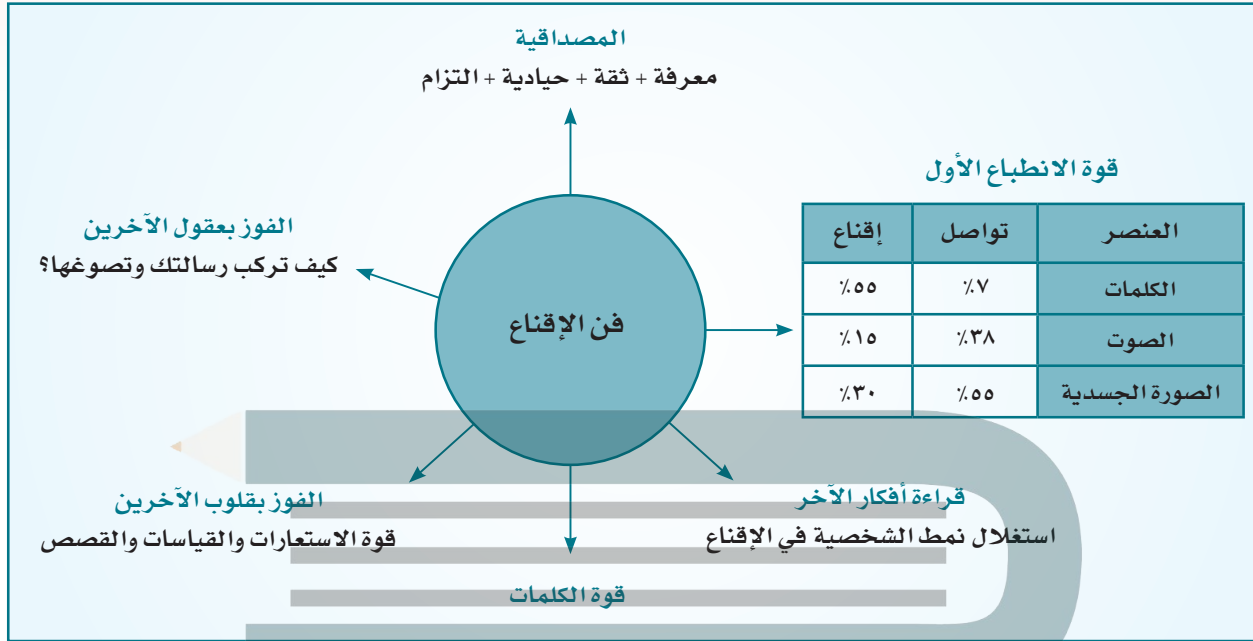 المصداقية
معرفة + ثقة + حيادية + التزام
قوة الانطباع الأول
العنصر تواصل إقناع
الكلمات ٧٪ ٥٥٪
الصوت ٣٨٪ ١٥٪
الصورة الجسدية ٥٥٪ ٣٠٪
الفوز بعقول الآخرين
كيف تركب رسالتك وتصوغها؟
فن الإقناع
قراءة أفكار الآخر
استغلال نمط الشخصية في الإقناع
الفوز بقلوب الآخرين
قوة الاستعارات والقياسات والقصص
قوة الكلمات